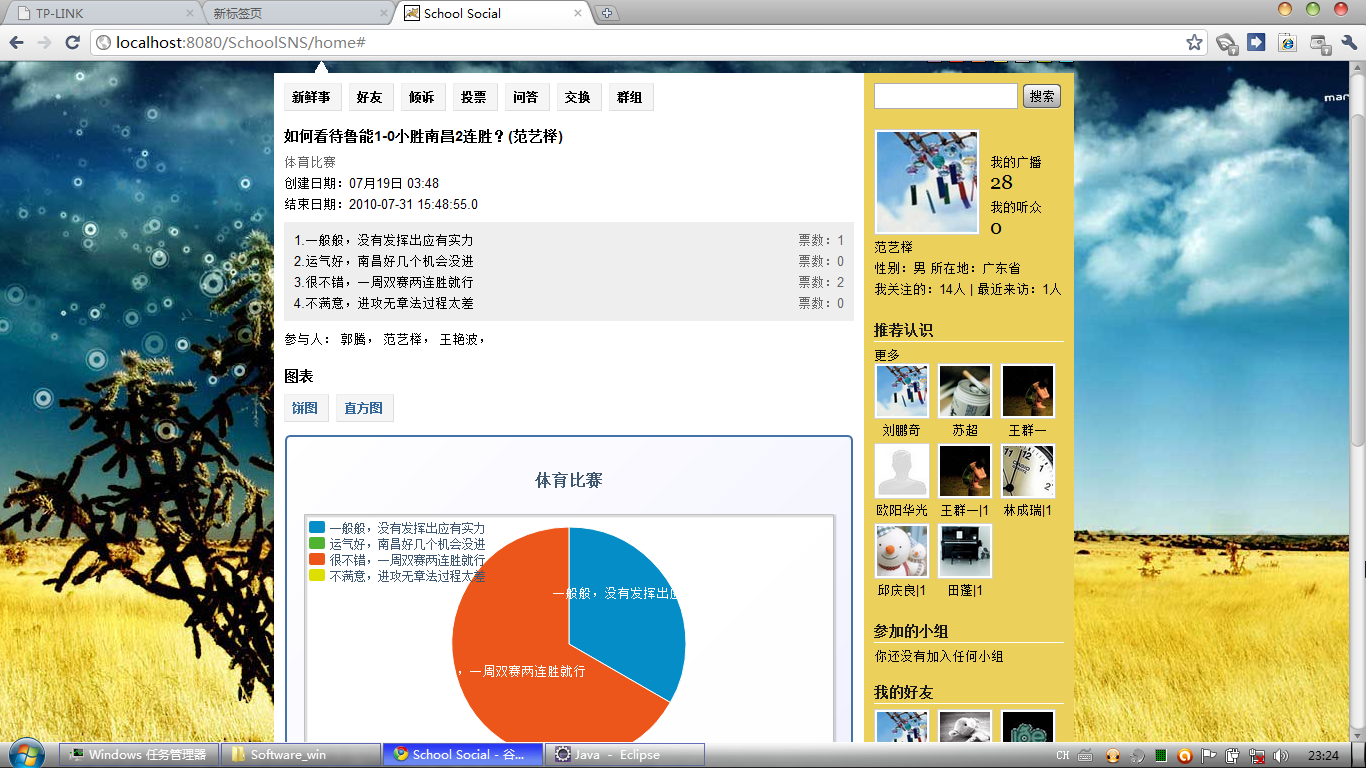 TP-LINK
新标签页
School Social
localhost:8080/SchoolSNS/home#
新鲜事 好友 倾诉 投票 问答 交换 群组
搜索
如何看待鲁能1-0小胜南昌2连胜？(范艺榉)
体育比赛
创建日期：07月19日 03:48
结束日期：2010-07-31 15:48:55.0
1.一般般，没有发挥出应有实力 票数：1
2.运气好，南昌好几个机会没进 票数：0
3.很不错，一周双赛两连胜就行 票数：2
4.不满意，进攻无章法过程太差 票数：0
参与人： 郭腾， 范艺榉， 王艳波，
图表
饼图 直方图
体育比赛
一般般，没有发挥出应有实力
运气好，南昌好几个机会没进
很不错，一周双赛两连胜就行
不满意，进攻无章法过程太差
一般般，没有发挥出应
，一周双赛两连胜就行
我的广播
28
我的听众
0
范艺榉
性别：男 所在地：广东省
我关注的：14人 | 最近来访：1人
推荐认识
更多
刘鹏奇 苏超 王群一
欧阳华光 王群一|1 林成瑞|1
邱庆良|1 田蓬|1
参加的小组
你还没有加入任何小组
我的好友
mar
Windows 任务管理器
Software_win
School Social - 谷...
Java - Eclipse
CH
23:24